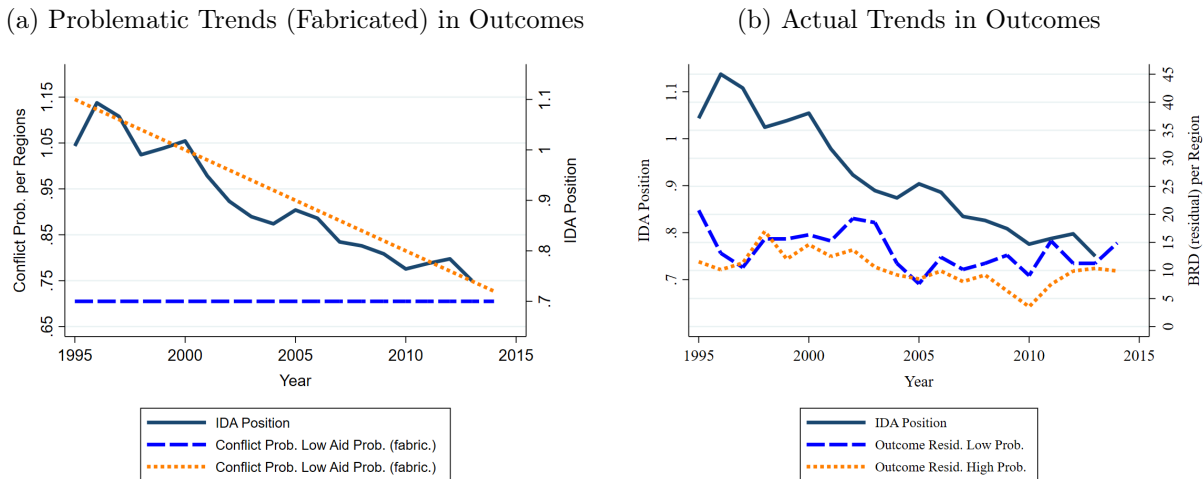 (a) Problematic Trends (Fabricated) in Outcomes
Conflict Prob. per Regions
1.15
1.05
.95
.85
.75
.65
1.1
1
.9
.8
.7
IDA Position
1995
2000
2005
2010
2015
Year
IDA Position
Conflict Prob. Low Aid Prob. (fabric.)
Conflict Prob. Low Aid Prob. (fabric.)
(b) Actual Trends in Outcomes
IDA Position
1.1
1
.9
.8
.7
45
40
35
30
25
20
15
10
5
0
BRD (residual) per Region
1995
2000
2005
2010
2015
Year
IDA Position
Outcome Resid. Low Prob.
Outcome Resid. High Prob.